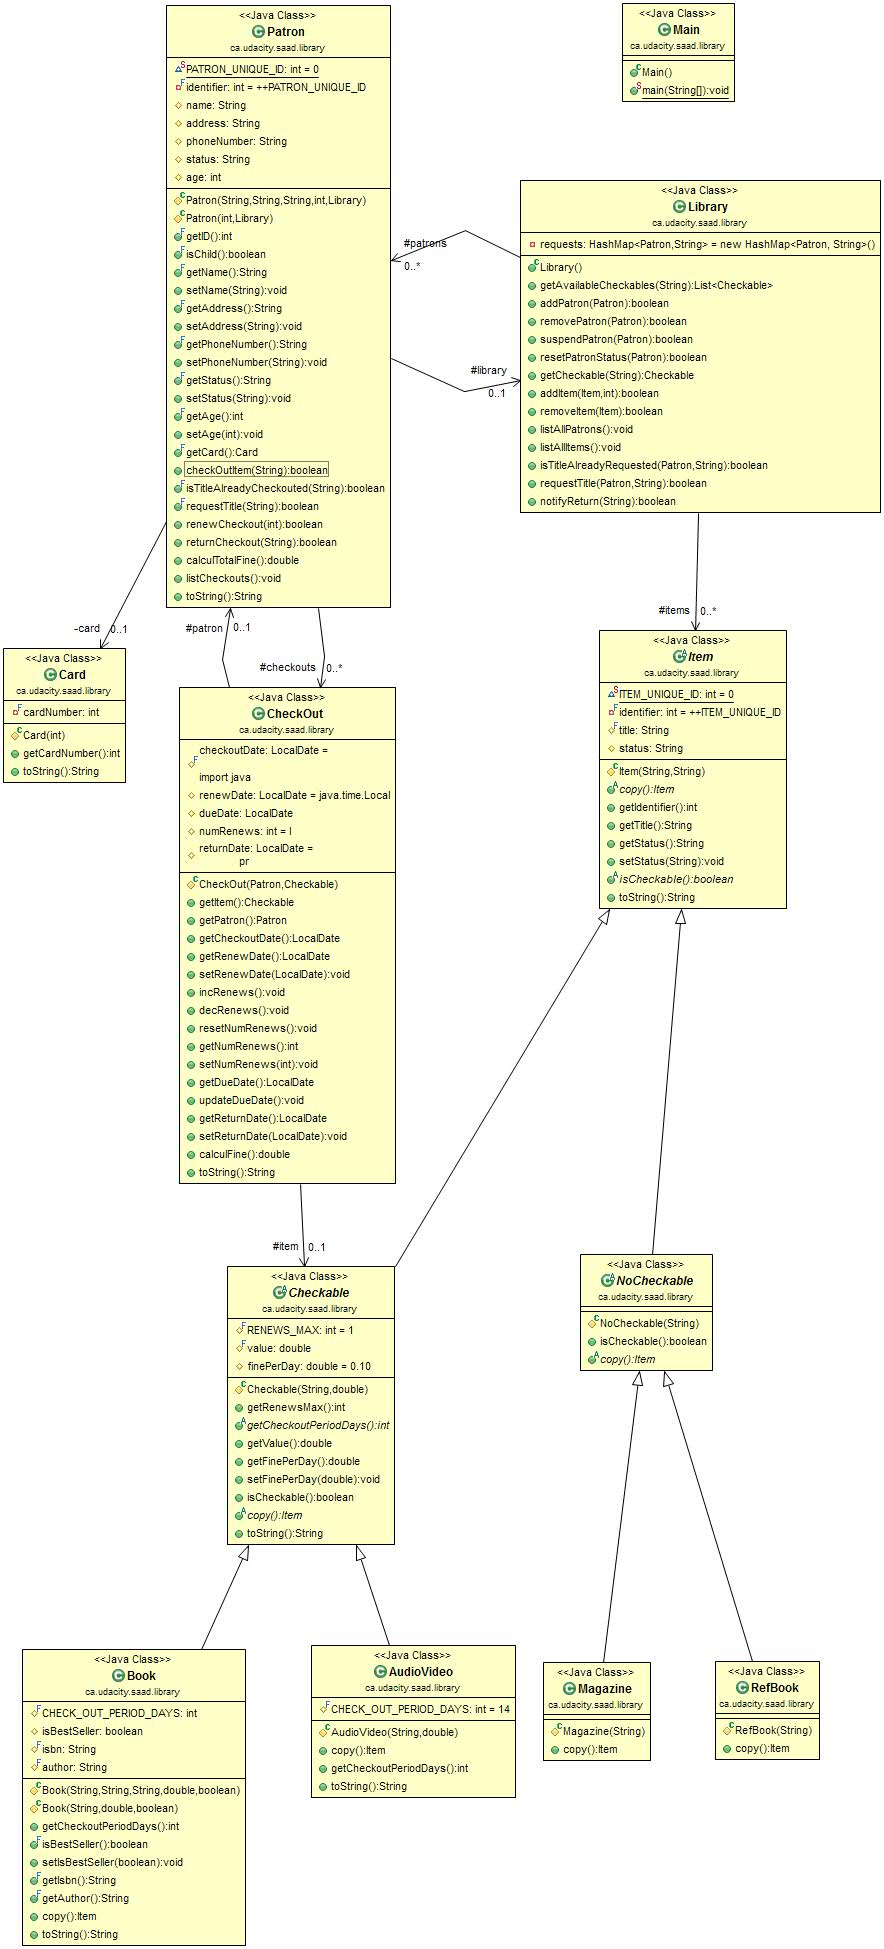 <<Java Class>>
Patron
ca.udacity.saad.library
PATRON_UNIQUE_ID: int = 0
identifier: int = ++PATRON_UNIQUE_ID
name: String
address: String
phoneNumber: String
status: String
age: int
Patron(String,String,String,int,Library)
Patron(int,Library)
getID():int
isChild():boolean
getName():String
setName(String):void
getAddress():String
setAddress(String):void
getPhoneNumber():String
setPhoneNumber(String):void
getStatus():String
setStatus(String):void
getAge():int
setAge(int):void
getCard():Card
checkOutItem(String):boolean
isTitleAlreadyCheckouted(String):boolean
requestTitle(String):boolean
renewCheckout(int):boolean
returnCheckout(String):boolean
calculTotalFine():double
listCheckouts():void
toString():String
<<Java Class>>
Main
ca.udacity.saad.library
Main()
main(String[]):void
<<Java Class>>
Library
ca.udacity.saad.library
requests: HashMap<Patron,String> = new HashMap<Patron, String>()
Library()
getAvailableCheckables(String):List<Checkable>
addPatron(Patron):boolean
removePatron(Patron):boolean
suspendPatron(Patron):boolean
resetPatronStatus(Patron):boolean
getCheckable(String):Checkable
addItem(Item,int):boolean
removeItem(Item):boolean
listAllPatrons():void
listAllItems():void
isTitleAlreadyRequested(Patron,String):boolean
requestTitle(Patron,String):boolean
notifyReturn(String):boolean
#patrons
0..*
#library
0..1
-card
0..1
#patron
0..1
#checkouts
0..*
#items
0..*
<<Java Class>>
Card
ca.udacity.saad.library
cardNumber: int
Card(int)
getCardNumber():int
toString():String
<<Java Class>>
CheckOut
ca.udacity.saad.library
checkoutDate: LocalDate =
import java
renewDate: LocalDate = java.time.Local
dueDate: LocalDate
numRenews: int = l
returnDate: LocalDate =
pr
CheckOut(Patron,Checkable)
getItem():Checkable
getPatron():Patron
getCheckoutDate():LocalDate
getRenewDate():LocalDate
setRenewDate(LocalDate):void
incRenews():void
decRenews():void
resetNumRenews():void
getNumRenews():int
setNumRenews(int):void
getDueDate():LocalDate
updateDueDate():void
getReturnDate():LocalDate
setReturnDate(LocalDate):void
calculFine():double
toString():String
<<Java Class>>
Item
ca.udacity.saad.library
ITEM_UNIQUE_ID: int = 0
identifier: int = ++ITEM_UNIQUE_ID
title: String
status: String
Item(String,String)
copy():Item
getIdentifier():int
getTitle():String
getStatus():String
setStatus(String):void
isCheckable():boolean
toString():String
#item
0..1
<<Java Class>>
Checkable
ca.udacity.saad.library
RENEWS_MAX: int = 1
value: double
finePerDay: double = 0.10
Checkable(String,double)
getRenewsMax():int
getCheckoutPeriodDays():int
getValue():double
getFinePerDay():double
setFinePerDay(double):void
isCheckable():boolean
copy():Item
toString():String
<<Java Class>>
NoCheckable
ca.udacity.saad.library
NoCheckable(String)
isCheckable():boolean
copy():Item
<<Java Class>>
Book
ca.udacity.saad.library
CHECK_OUT_PERIOD_DAYS: int
isBestSeller: boolean
isbn: String
author: String
Book(String,String,String,double,boolean)
Book(String,double,boolean)
getCheckoutPeriodDays():int
isBestSeller():boolean
setIsBestSeller(boolean):void
getIsbn():String
getAuthor():String
copy():Item
toString():String
<<Java Class>>
AudioVideo
ca.udacity.saad.library
CHECK_OUT_PERIOD_DAYS: int = 14
AudioVideo(String,double)
copy():Item
getCheckoutPeriodDays():int
toString():String
<<Java Class>>
Magazine
ca.udacity.saad.library
Magazine(String)
copy():Item
<<Java Class>>
RefBook
ca.udacity.saad.library
RefBook(String)
copy():Item